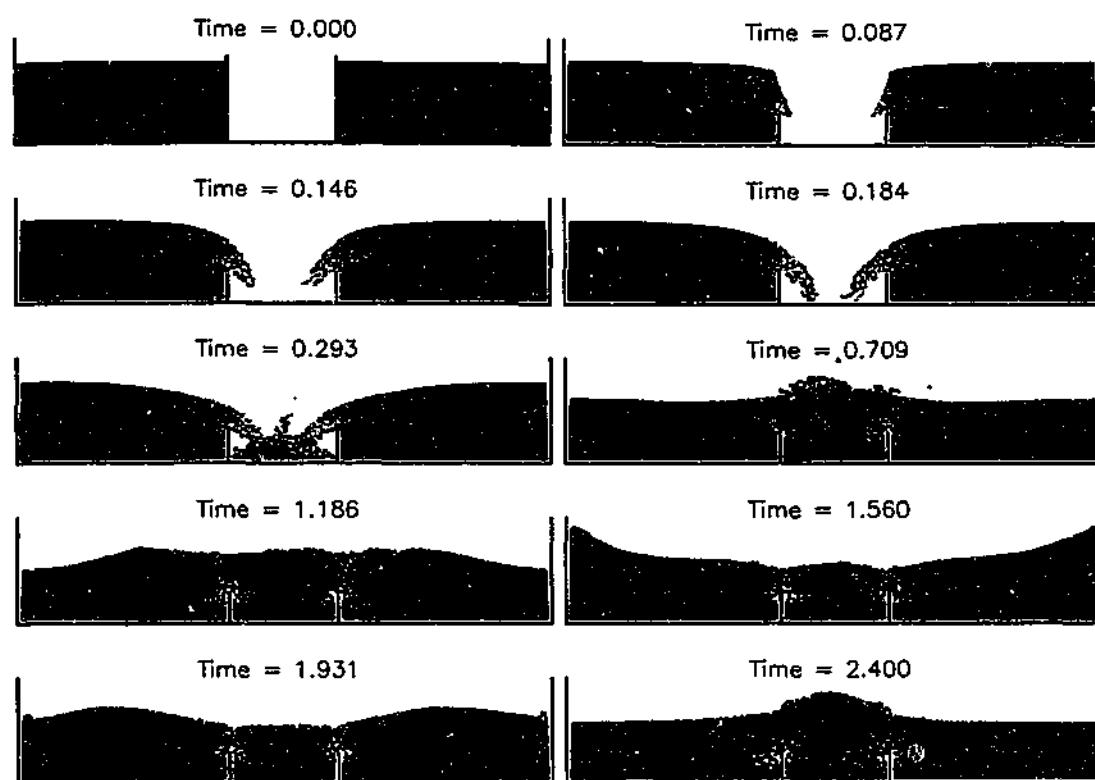 Time = 0.000
Time = 0.087
Time = 0.146
Time = 0.184
Time = 0.293
Time = 0.709
Time = 1.186
Time = 1.560
Time = 1.931
Time = 2.400